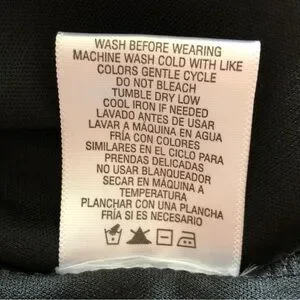 WASH BEFORE WEARING
MACHINE WASH COLD WITH LIKE
COLORS GENTLE CYCLE
DO NOT BLEACH
TUMBLE DRY LOW
COOL IRON IF NEEDED
LAVADO ANTES DE USAR
LAVAR A MÁQUINA EN AGUA
FRÍA CON COLORES
SIMILARES EN EL CICLO PARA
PRENDAS DELICADAS
NO USAR BLANQUEADOR
SECAR EN MÁQUINA A
TEMPERATURA
PLANCHAR CON UNA PLANCHA
FRÍA SI ES NECESARIO